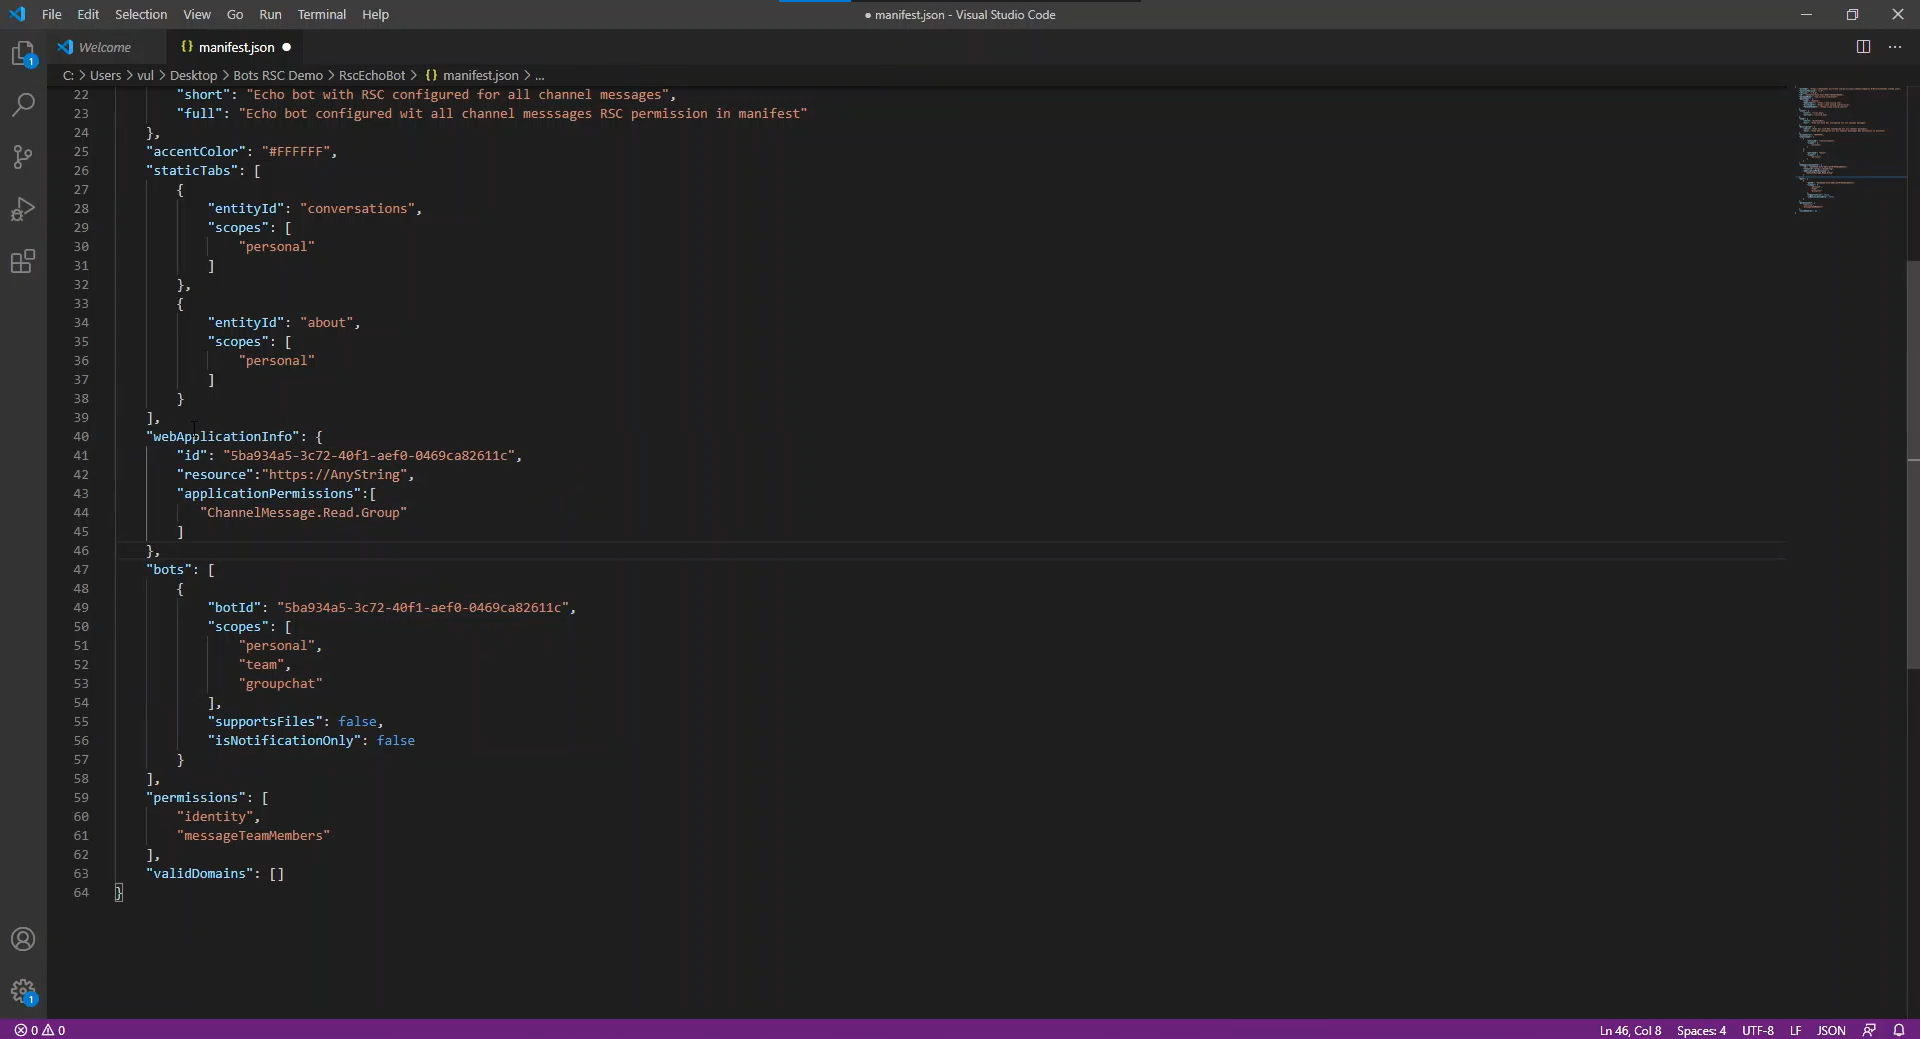 File Edit Selection View Go Run Terminal Help
● manifest.json - Visual Studio Code
Welcome
{} manifest.json ●
C: > Users > vul > Desktop > Bots RSC Demo > RscEchoBot > {} manifest.json > ...
1
22 "short": "Echo bot with RSC configured for all channel messages",
23 "full": "Echo bot configured wit all channel messsages RSC permission in manifest"
24 },
25 "accentColor": "#FFFFFF",
26 "staticTabs": [
27 {
28 "entityId": "conversations",
29 "scopes": [
30 "personal"
31 ]
32 },
33 {
34 "entityId": "about",
35 "scopes": [
36 "personal"
37 ]
38 }
39 ],
40 "webApplicationInfo": {
41 "id": "5ba934a5-3c72-40f1-aef0-0469ca82611c",
42 "resource":"https://AnyString",
43 "applicationPermissions":[
44 "ChannelMessage.Read.Group"
45 ]
46 },
47 "bots": [
48 {
49 "botId": "5ba934a5-3c72-40f1-aef0-0469ca82611c",
50 "scopes": [
51 "personal",
52 "team",
53 "groupchat"
54 ],
55 "supportsFiles": false,
56 "isNotificationOnly": false
57 }
58 ],
59 "permissions": [
60 "identity",
61 "messageTeamMembers"
62 ],
63 "validDomains": []
64 }
1
0 0
Ln 46, Col 8 Spaces: 4 UTF-8 LF JSON